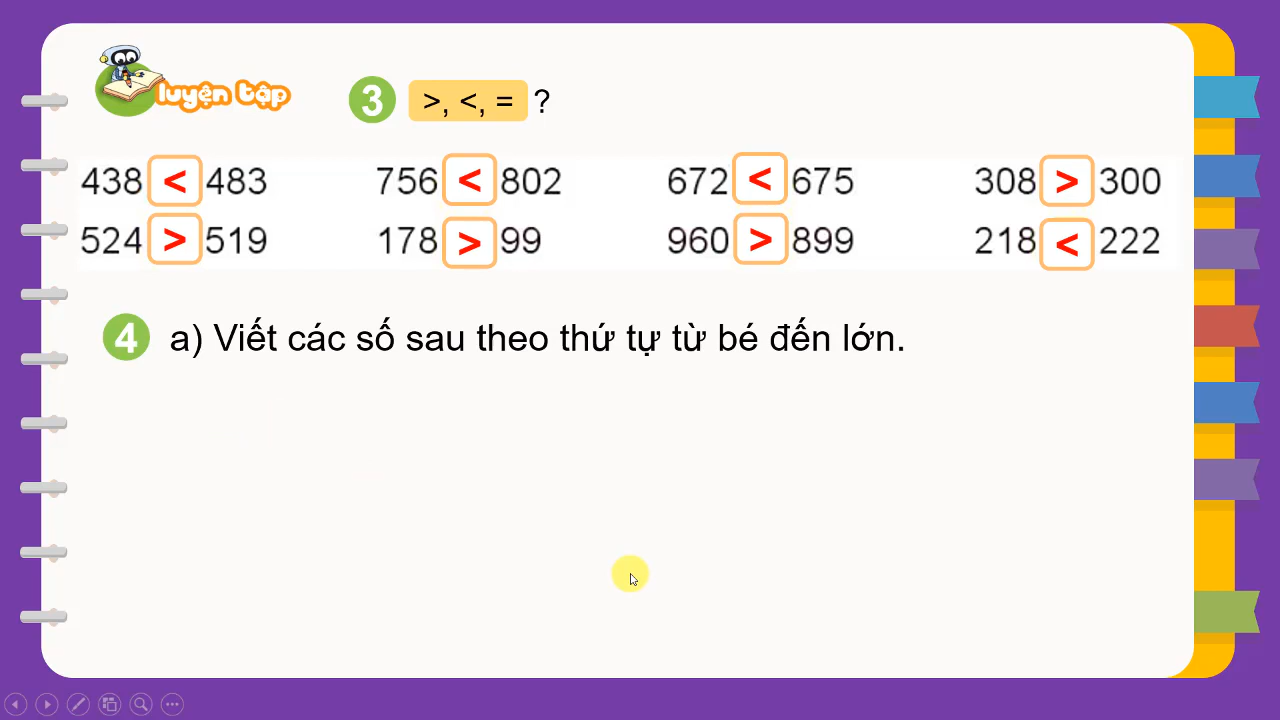 luyện tập
3 >, <, = ?
438 < 483 756 < 802 672 < 675 308 > 300
524 > 519 178 > 99 960 > 899 218 < 222
4 a) Viết các số sau theo thứ tự từ bé đến lớn.